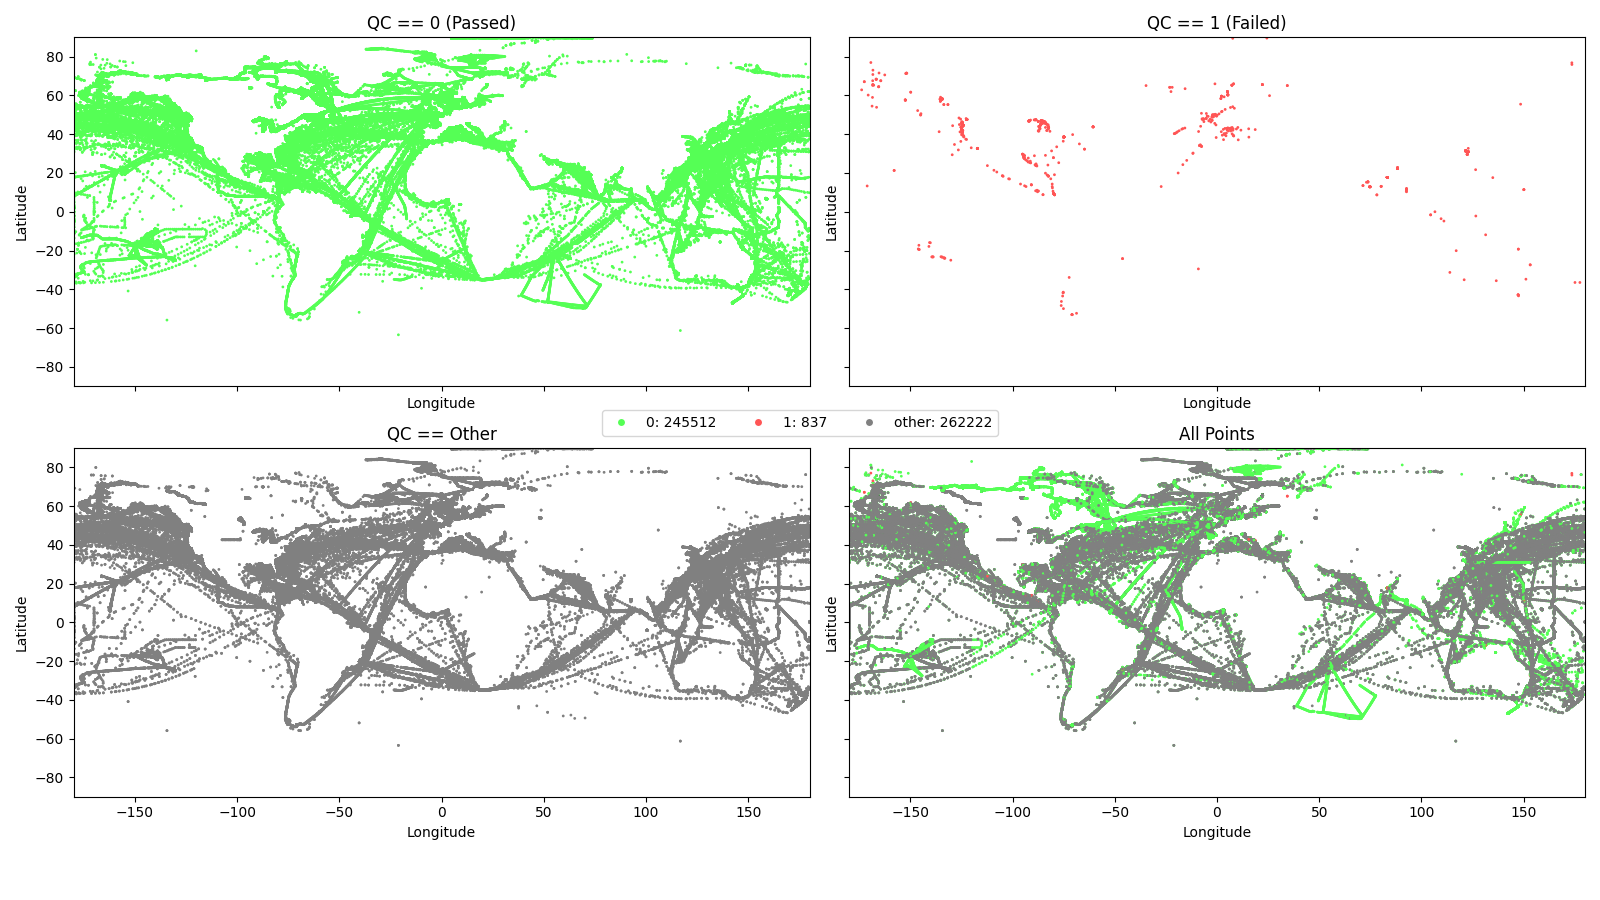 QC == 0 (Passed)
QC == 1 (Failed)
80
60
40
20
0
−20
−40
−60
−80
Latitude
Latitude
Longitude
Longitude
0: 245512
1: 837
other: 262222
QC == Other
All Points
80
60
40
20
0
−20
−40
−60
−80
Latitude
Latitude
−150
−100
−50
0
50
100
150
−150
−100
−50
0
50
100
150
Longitude
Longitude